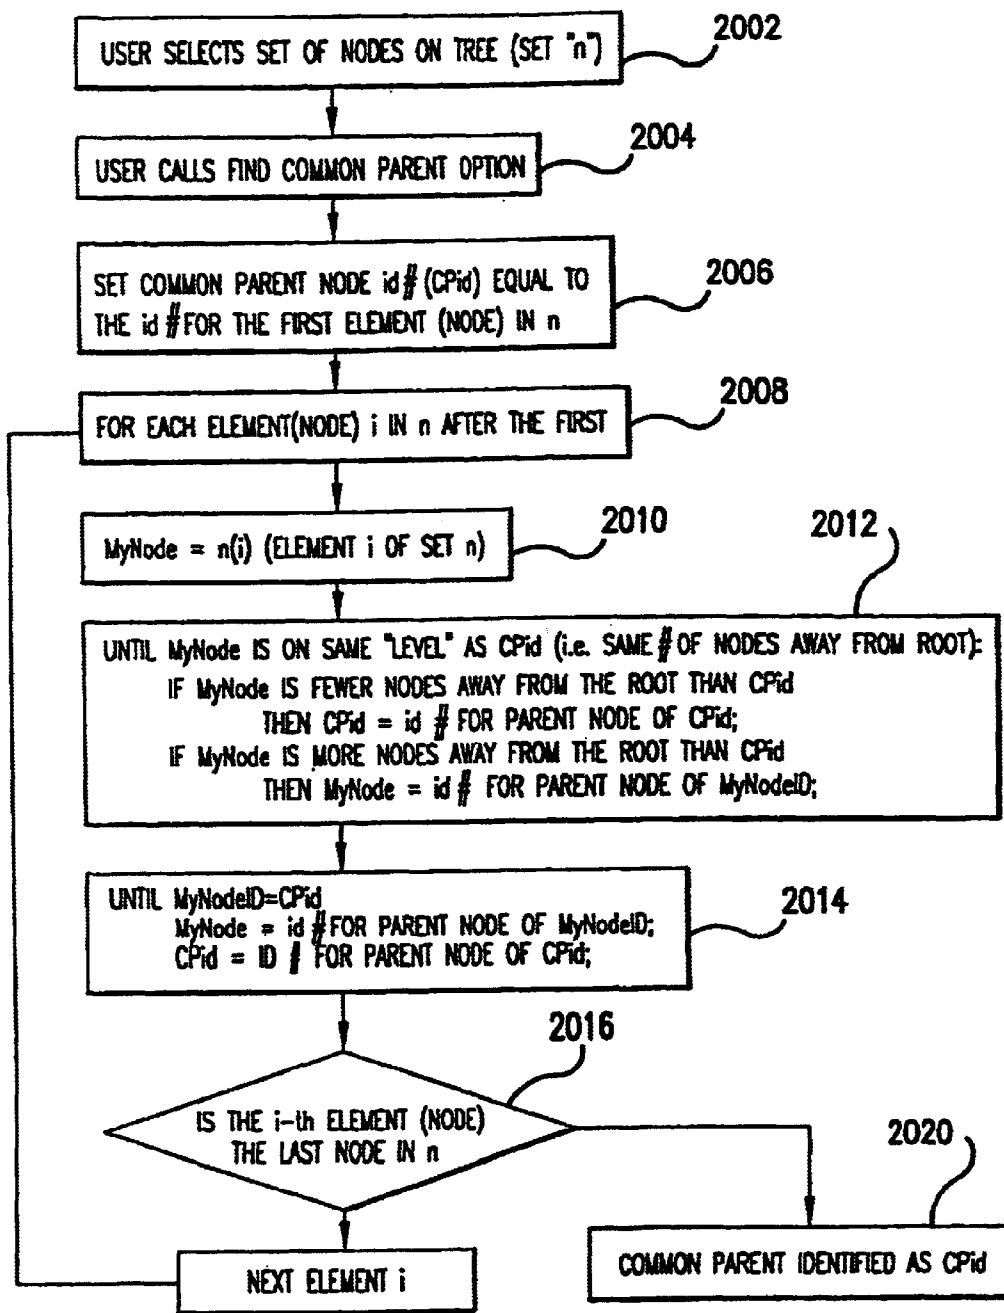 USER SELECTS SET OF NODES ON TREE (SET "n")
2002
USER CALLS FIND COMMON PARENT OPTION
2004
SET COMMON PARENT NODE id# (CPid) EQUAL TO
THE id# FOR THE FIRST ELEMENT (NODE) IN n
2006
FOR EACH ELEMENT(NODE) i IN n AFTER THE FIRST
2008
MyNode = n(i) (ELEMENT i OF SET n)
2010
2012
UNTIL MyNode IS ON SAME "LEVEL" AS CPid (i.e. SAME # OF NODES AWAY FROM ROOT):
IF MyNode IS FEWER NODES AWAY FROM THE ROOT THAN CPid
THEN CPid = id # FOR PARENT NODE OF CPid;
IF MyNode IS MORE NODES AWAY FROM THE ROOT THAN CPid
THEN MyNode = id # FOR PARENT NODE OF MyNodeID;
UNTIL MyNodeID=CPid
MyNode = id # FOR PARENT NODE OF MyNodeID;
CPid = ID # FOR PARENT NODE OF CPid;
2014
2016
IS THE i-th ELEMENT (NODE)
THE LAST NODE IN n
2020
NEXT ELEMENT i
COMMON PARENT IDENTIFIED AS CPid